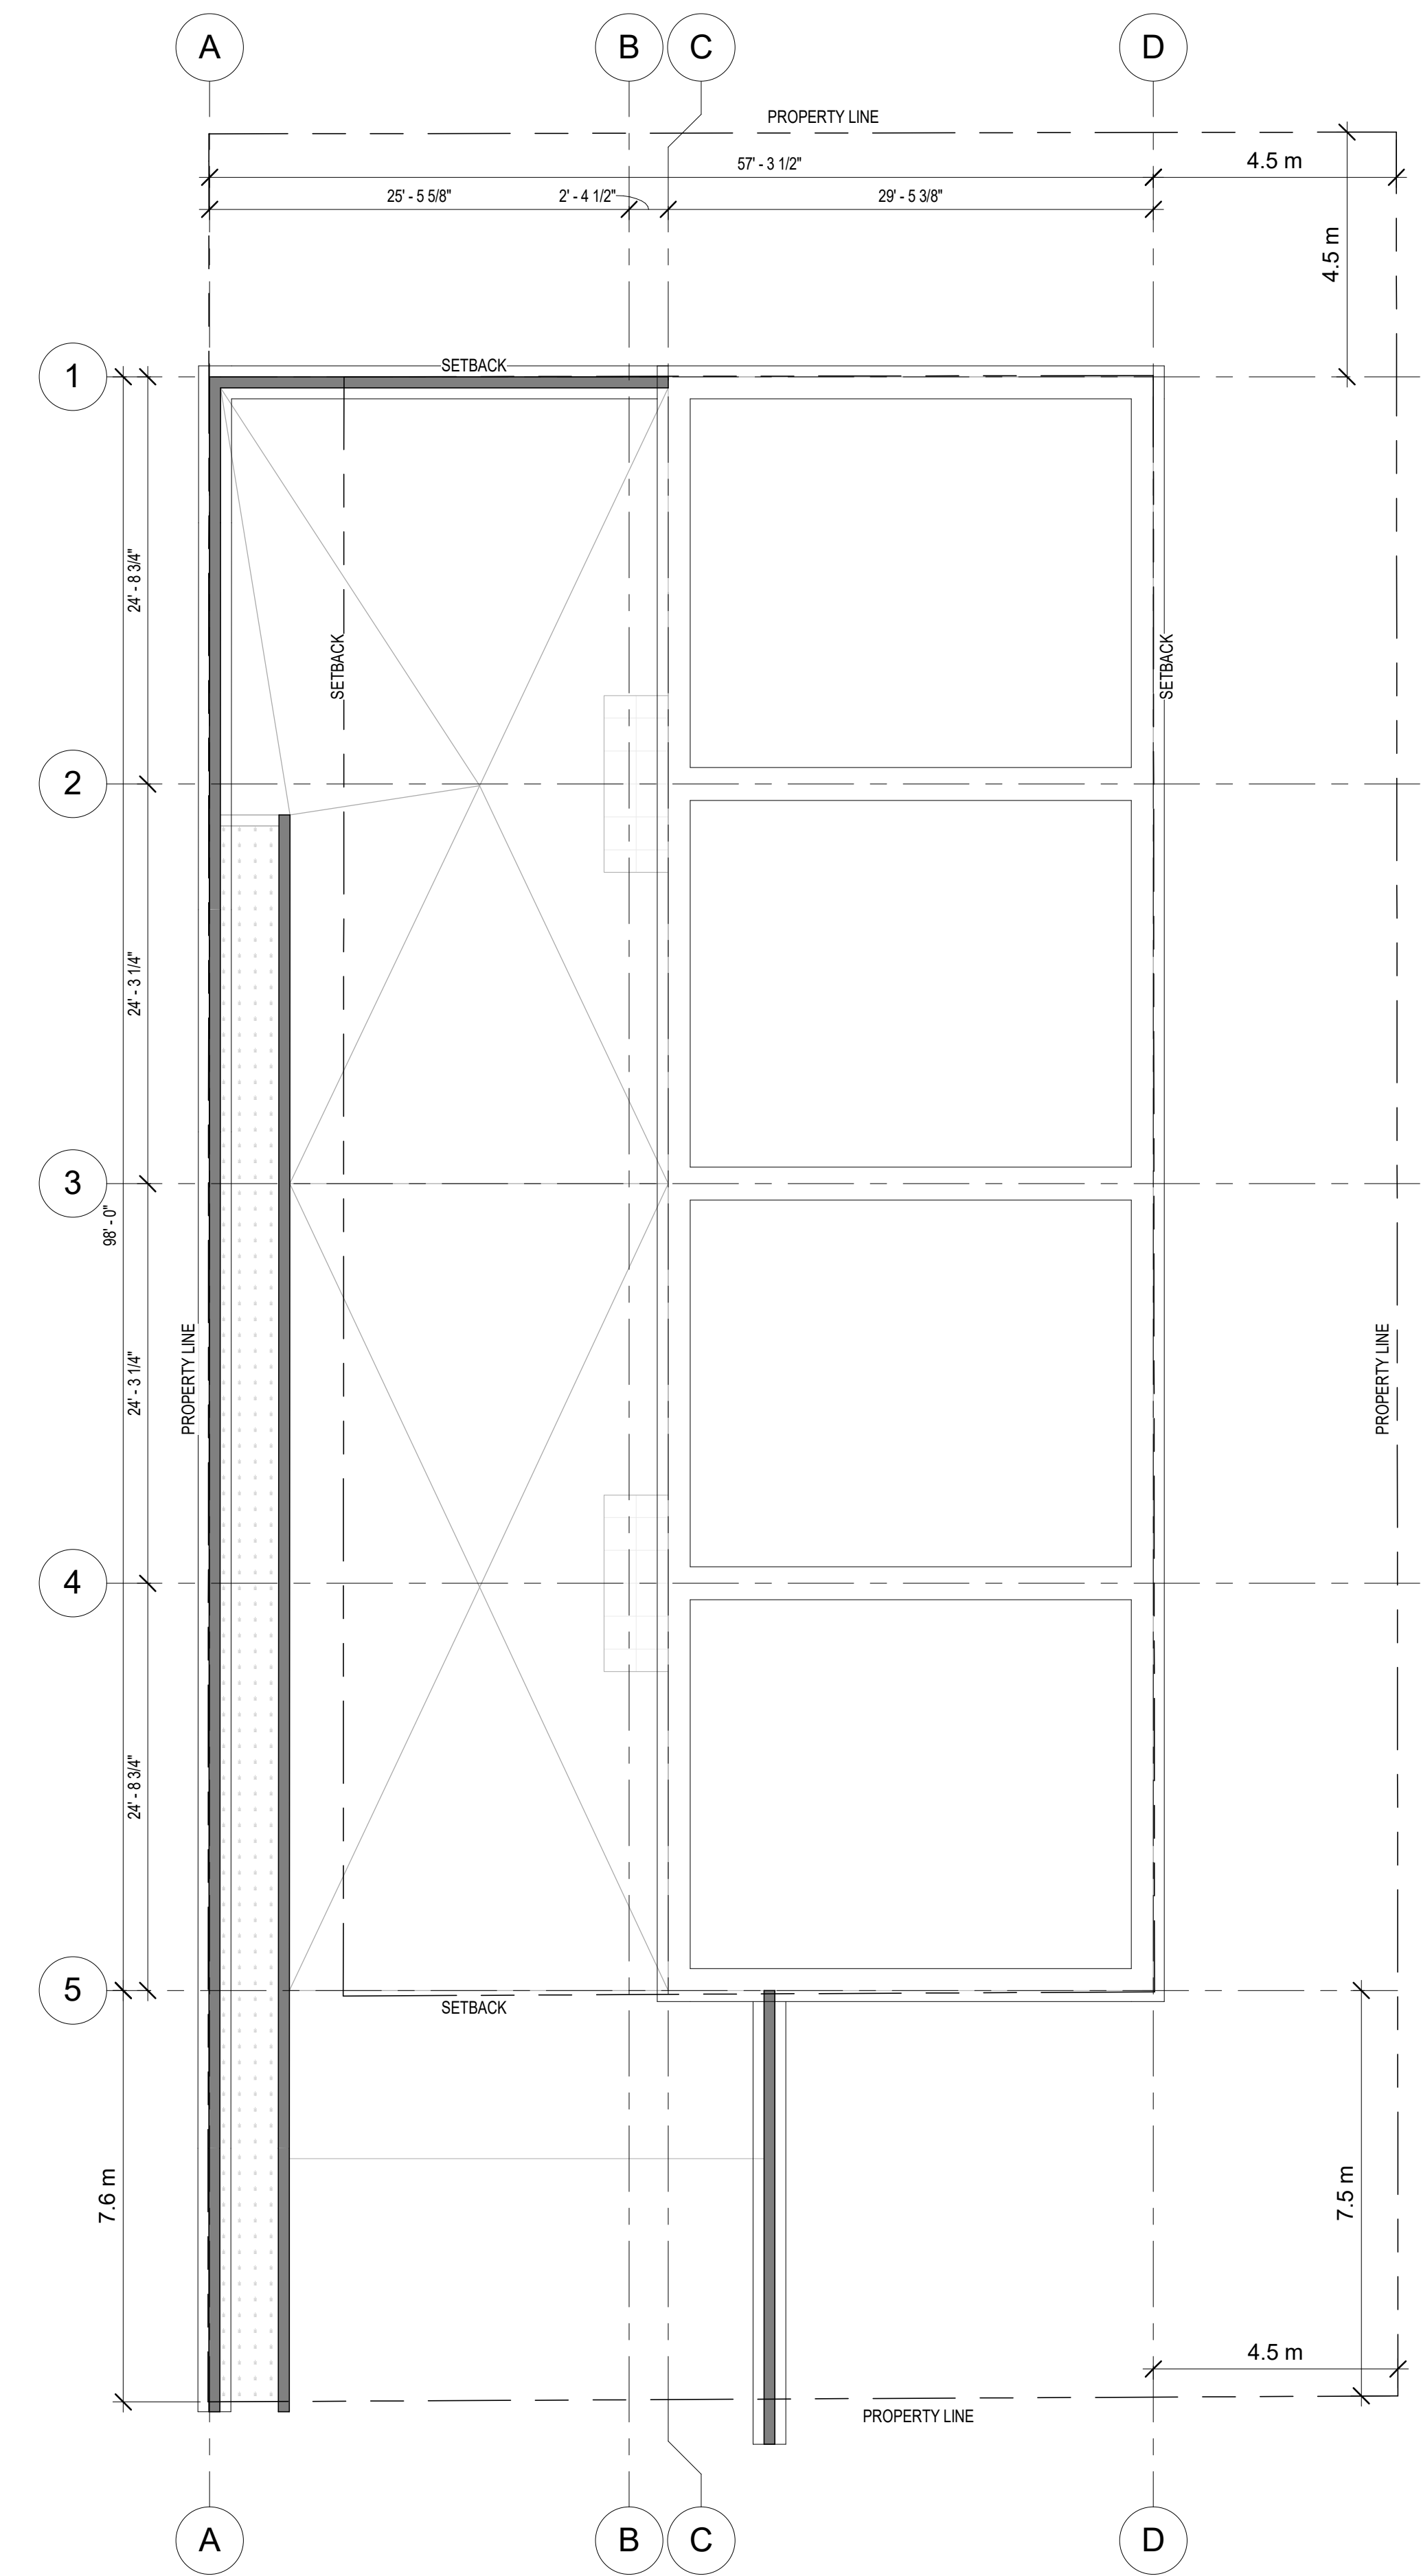 A
B
C
D
PROPERTY LINE
57' - 3 1/2"
4.5 m
25' - 5 5/8"
2' - 4 1/2"
29' - 5 3/8"
4.5 m
SETBACK
1
24' - 8 3/4"
SETBACK
SETBACK
2
24' - 3 1/4"
3
98' - 0"
PROPERTY LINE
24' - 3 1/4"
PROPERTY LINE
4
24' - 8 3/4"
5
SETBACK
7.6 m
7.5 m
4.5 m
PROPERTY LINE
A
B
C
D